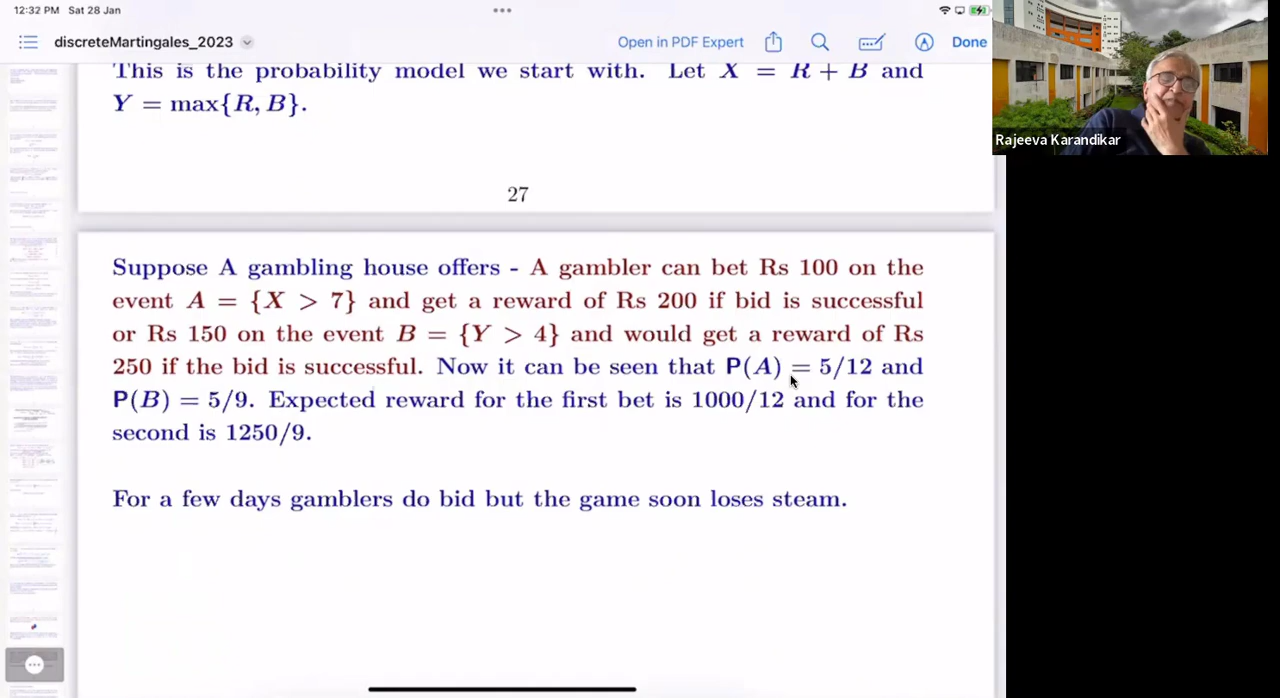 12:32 PM Sat 28 Jan
discreteMartingales_2023
Open in PDF Expert
Done
This is the probability model we start with. Let X = R + B and
Y = max{R, B}.
27
Suppose A gambling house offers - A gambler can bet Rs 100 on the
event A = {X > 7} and get a reward of Rs 200 if bid is successful
or Rs 150 on the event B = {Y > 4} and would get a reward of Rs
250 if the bid is successful. Now it can be seen that P(A) = 5/12 and
P(B) = 5/9. Expected reward for the first bet is 1000/12 and for the
second is 1250/9.
For a few days gamblers do bid but the game soon loses steam.
Rajeeva Karandikar